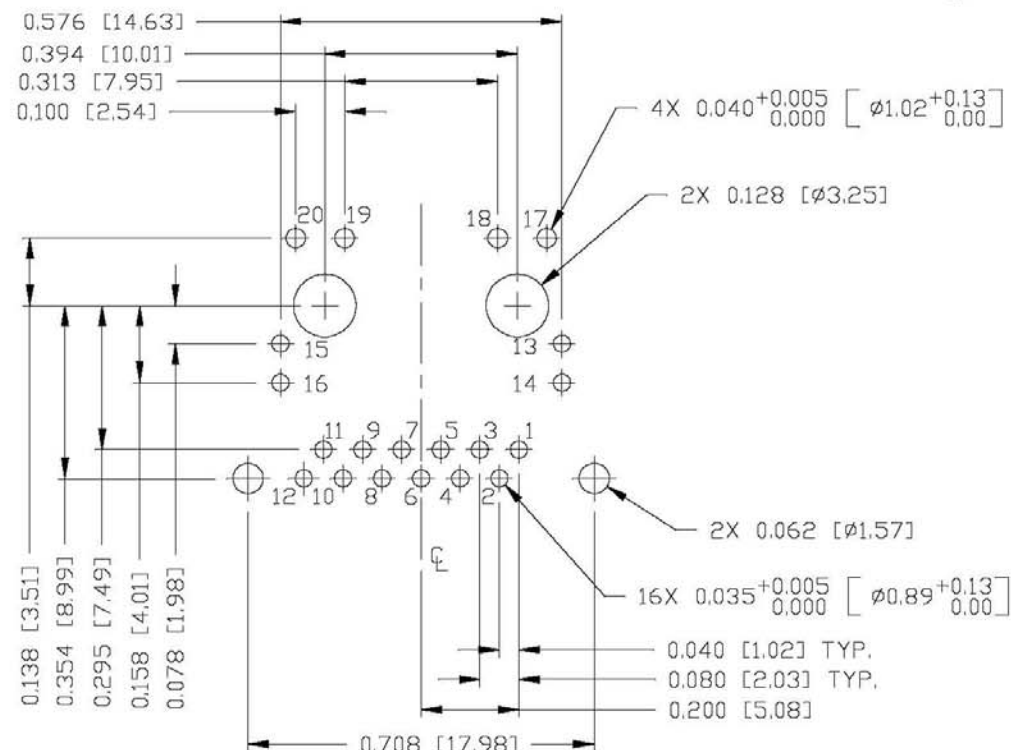 0.576 [14.63]
0.394 [10.01]
0.313 [7.95]
0.100 [2.54]
4X 0.040 +0.005 0.000 [ ⌀1.02 +0.13 0.00 ]
2X 0.128 [⌀3.25]
20 19 18 17
15 13
16 14
11 9 7 5 3 1
12 10 8 6 4 2
℄
2X 0.062 [⌀1.57]
16X 0.035 +0.005 0.000 [ ⌀0.89 +0.13 0.00 ]
0.138 [3.51]
0.354 [8.99]
0.295 [7.49]
0.158 [4.01]
0.078 [1.98]
0.040 [1.02] TYP.
0.080 [2.03] TYP.
0.200 [5.08]
0.708 [17.98]